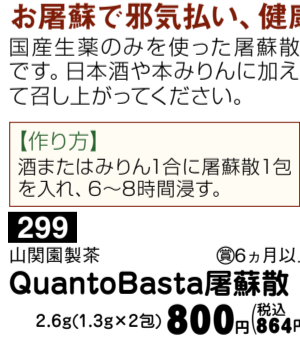 お屠蘇で邪気払い、健
国産生薬のみを使った屠蘇散
です。日本酒や本みりんに加え
て召し上がってください。
【作り方】
酒またはみりん1合に屠蘇散1包
を入れ、6〜8時間浸す。
299
山関園製茶 ㊤6ヵ月以
QuantoBasta屠蘇散
2.6g(1.3g×2包) 800円(税込864円